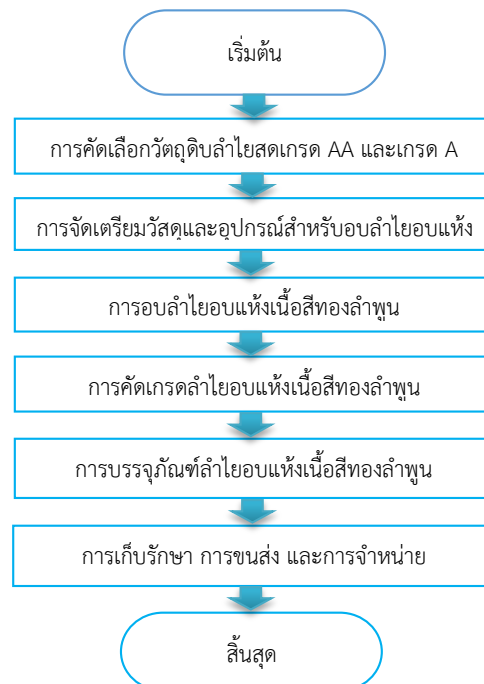 เริ่มต้น
การคัดเลือกวัตถุดิบลำไยสดเกรด AA และเกรด A
การจัดเตรียมวัสดุและอุปกรณ์สำหรับอบลำไยอบแห้ง
การอบลำไยอบแห้งเนื้อสีทองลำพูน
การคัดเกรดลำไยอบแห้งเนื้อสีทองลำพูน
การบรรจุภัณฑ์ลำไยอบแห้งเนื้อสีทองลำพูน
การเก็บรักษา การขนส่ง และการจำหน่าย
สิ้นสุด